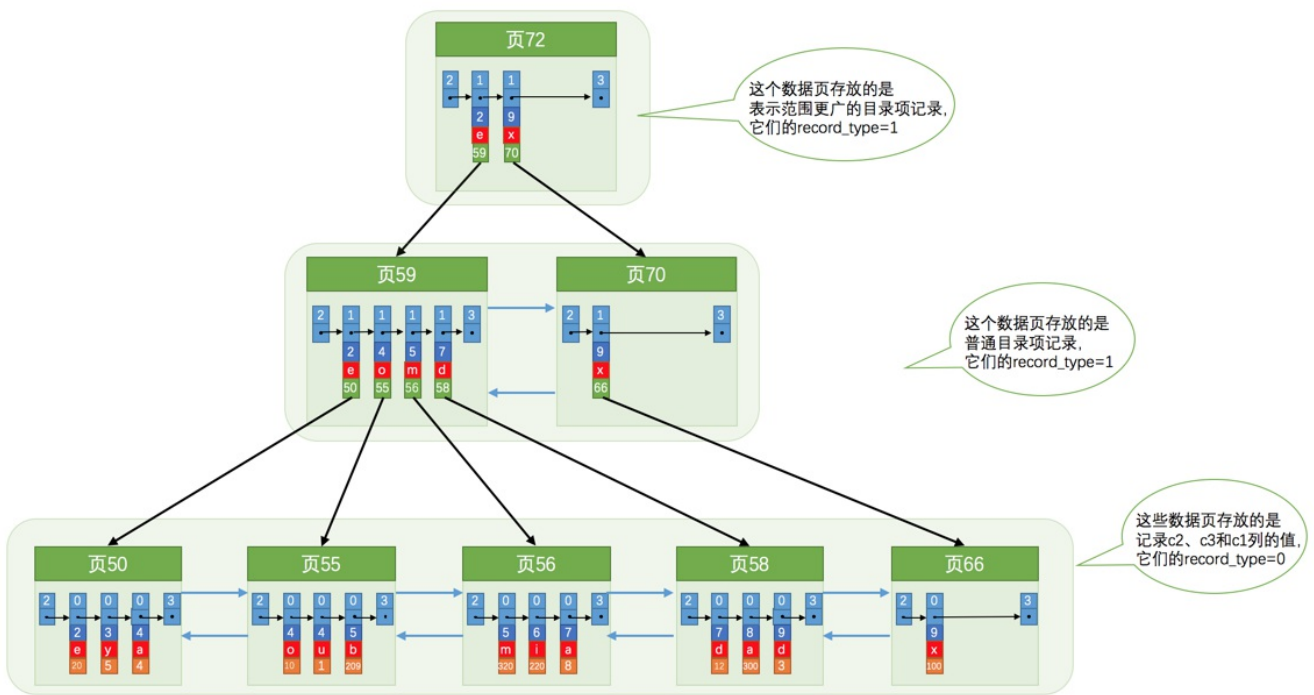 页72
2 1 1 3
2 9
e x
59 70
这个数据页存放的是
表示范围更广的目录项记录,
它们的record_type=1
页59
2 1 1 1 1 3
2 4 5 7
e o m d
50 55 56 58
页70
2 1 3
9
x
66
这个数据页存放的是
普通目录项记录,
它们的record_type=1
页50
2 0 0 0 3
2 3 4
e y a
20 5 4
页55
2 0 0 0 3
4 4 5
o u b
10 1 209
页56
2 0 0 0 3
5 6 7
m i a
320 220 8
页58
2 0 0 0 3
7 8 9
d a d
12 300 3
页66
2 0 3
9
x
100
这些数据页存放的是
记录c2、c3和c1列的值,
它们的record_type=0